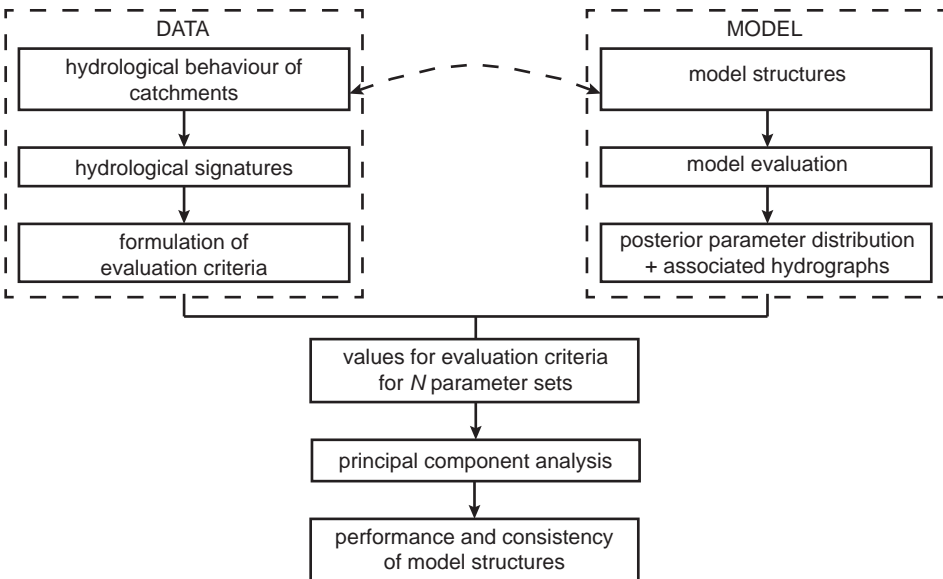 DATA
hydrological behaviour of
catchments
hydrological signatures
formulation of
evaluation criteria
MODEL
model structures
model evaluation
posterior parameter distribution
+ associated hydrographs
values for evaluation criteria
for N parameter sets
principal component analysis
performance and consistency
of model structures